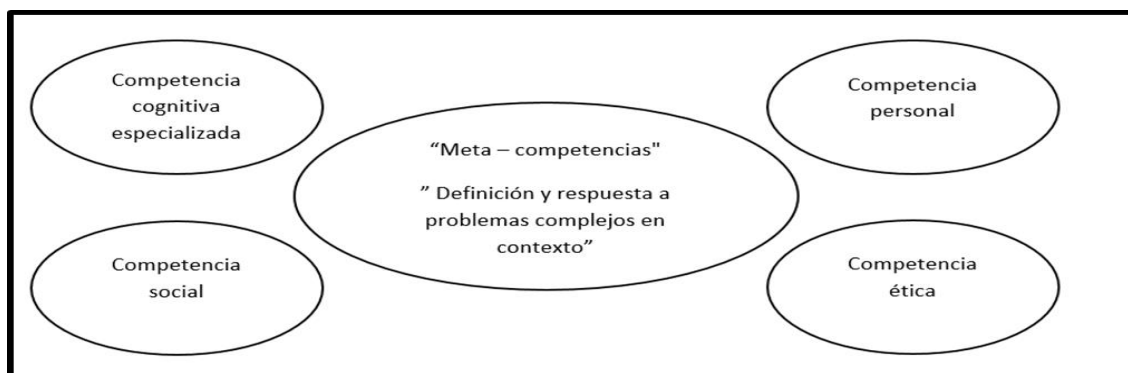 Competencia
cognitiva
especializada
Competencia
personal
“Meta – competencias"
” Definición y respuesta a
problemas complejos en
contexto”
Competencia
social
Competencia
ética